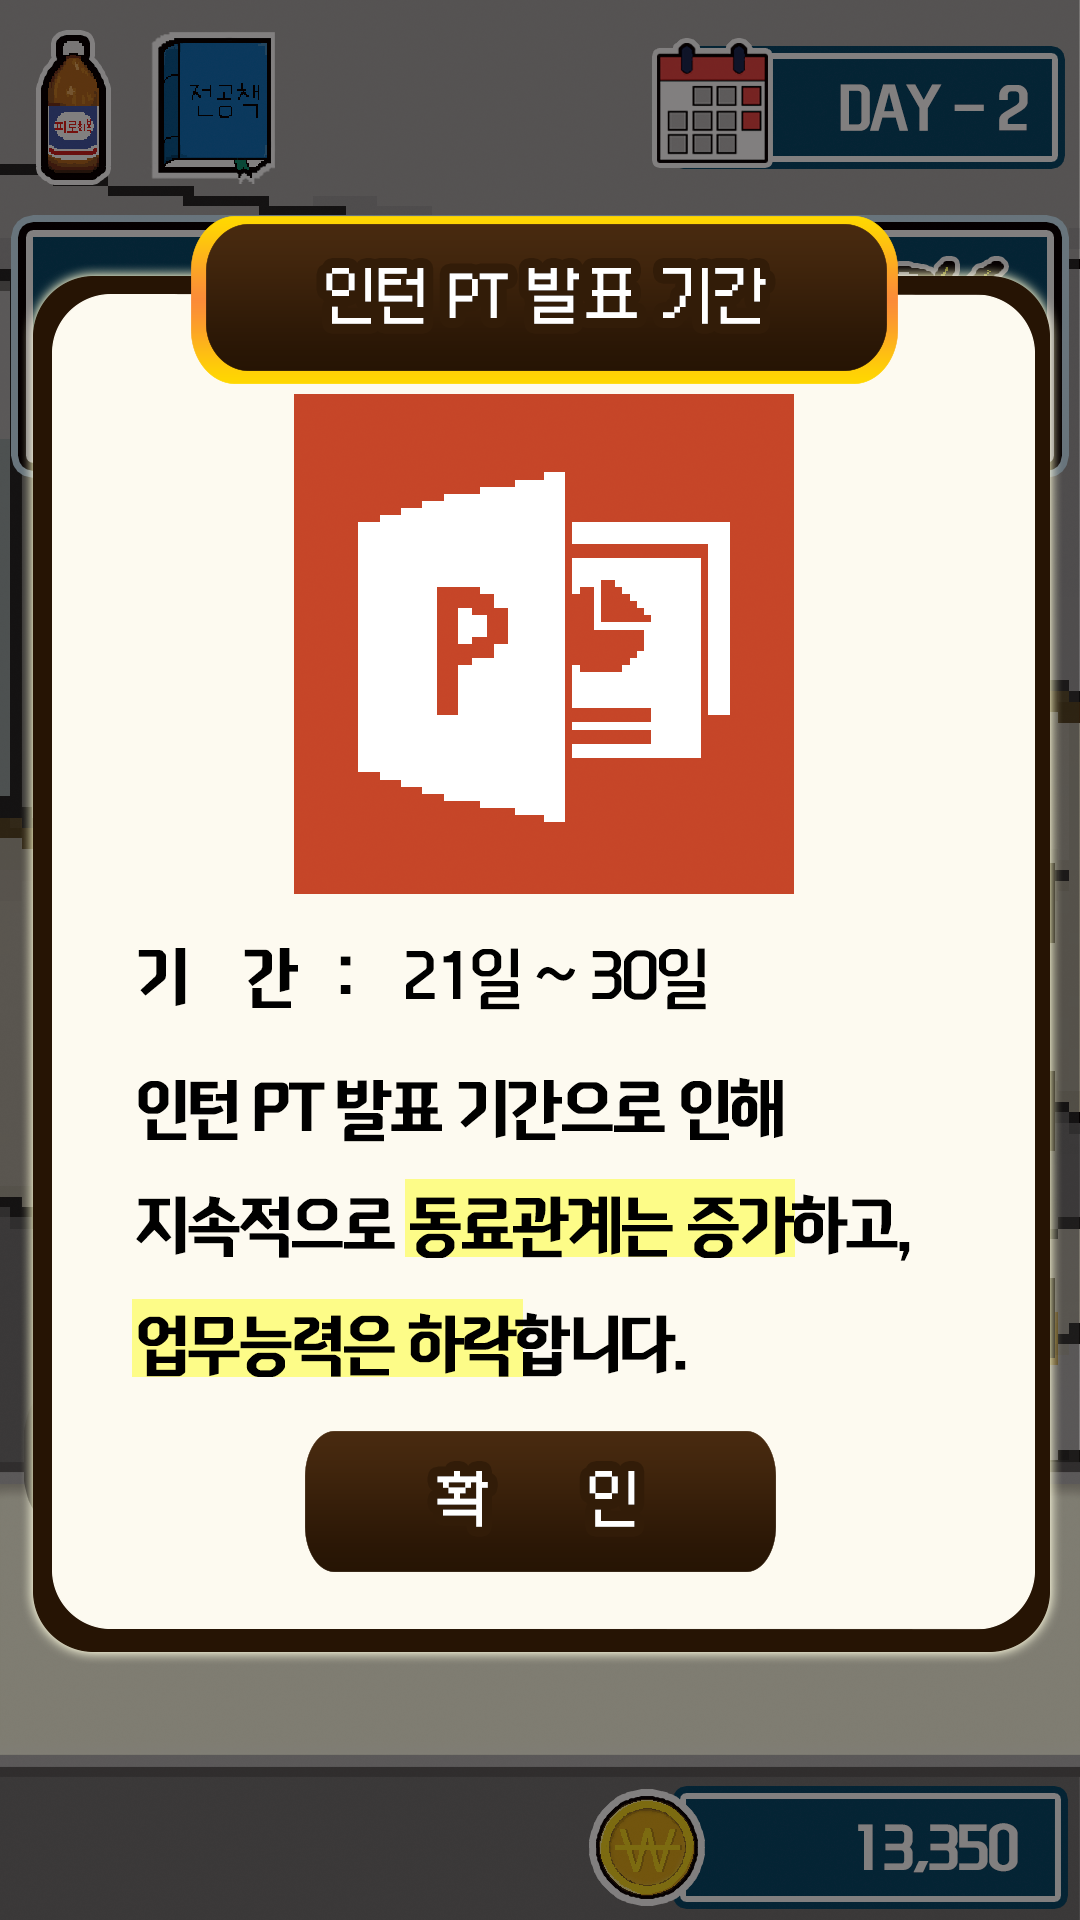 피로회복
전공책
DAY - 2
인턴 PT 발표 기간
P
기 간 : 21일 ~ 30일
인턴 PT 발표 기간으로 인해
지속적으로 동료관계는 증가하고,
업무능력은 하락합니다.
확 인
₩
13,350